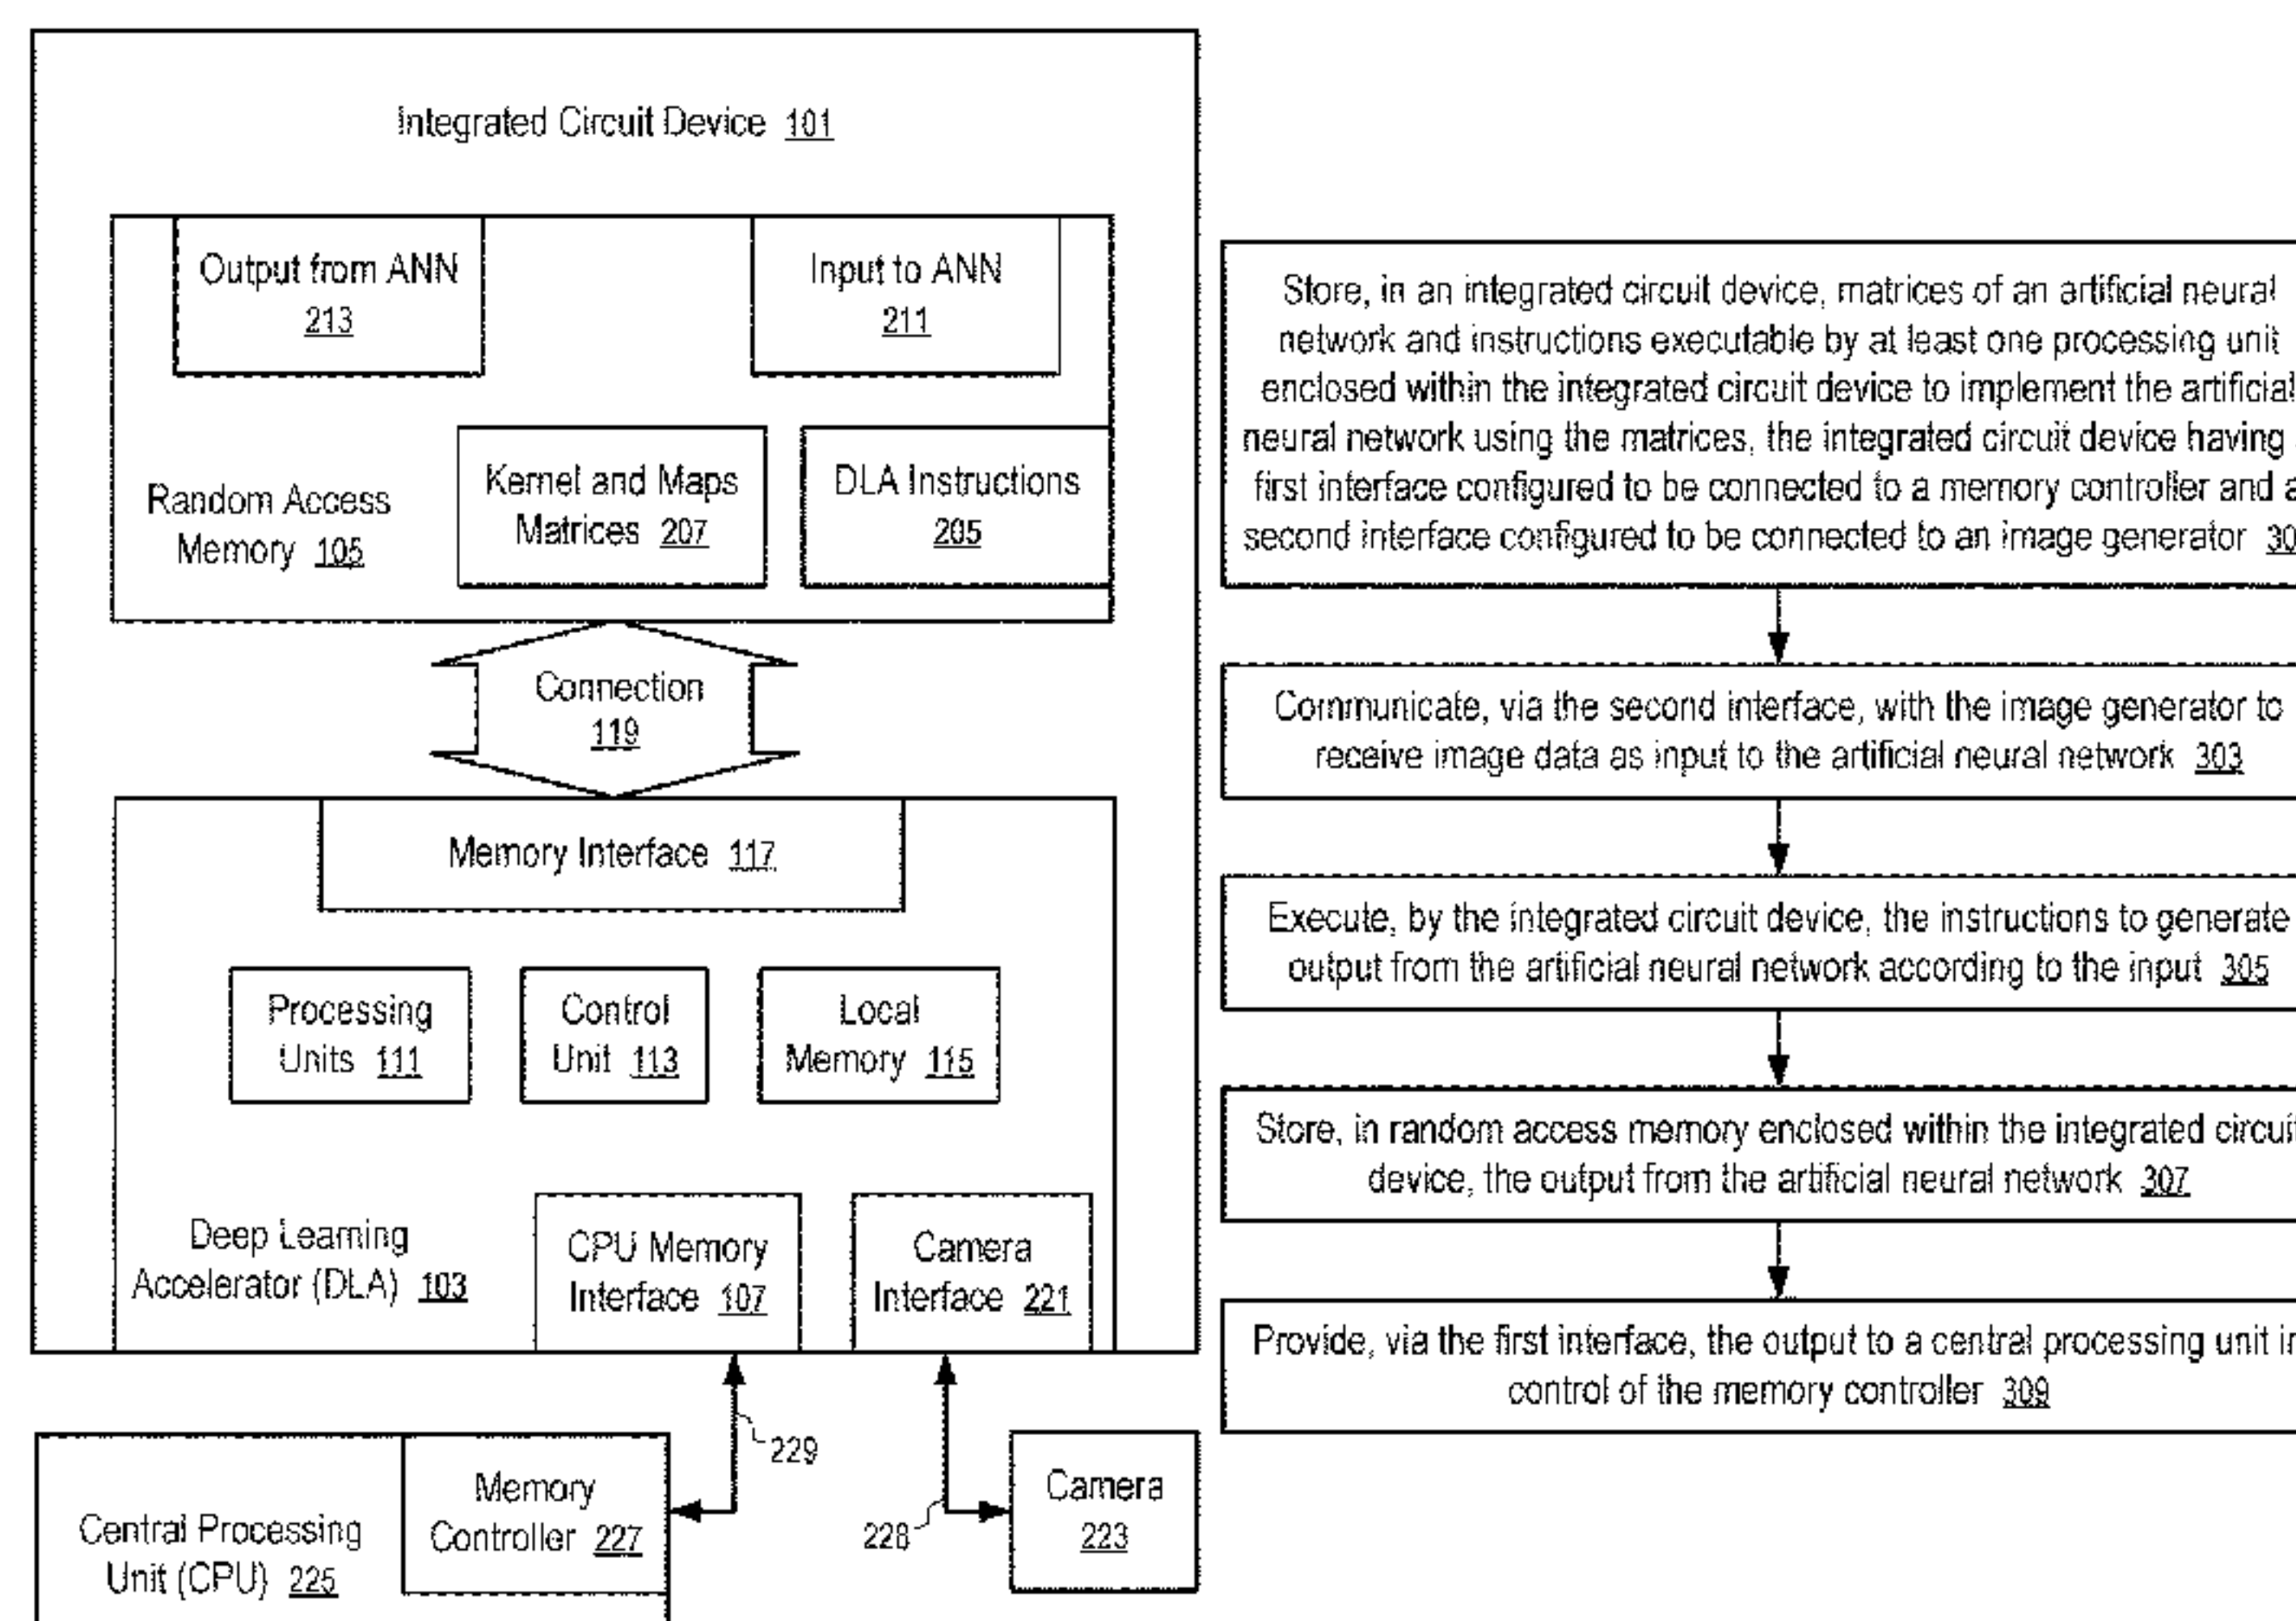 Integrated Circuit Device 101
Output from ANN
213
Input to ANN
211
Random Access
Memory 105
Kernel and Maps
Matrices 207
DLA Instructions
205
Connection
119
Memory Interface 117
Processing
Units 111
Control
Unit 113
Local
Memory 115
Deep Learning
Accelerator (DLA) 103
CPU Memory
Interface 107
Camera
Interface 221
229
228
Central Processing
Unit (CPU) 225
Memory
Controller 227
Camera
223
Store, in an integrated circuit device, matrices of an artificial neural
network and instructions executable by at least one processing unit
enclosed within the integrated circuit device to implement the artificial
neural network using the matrices, the integrated circuit device having
first interface configured to be connected to a memory controller and a
second interface configured to be connected to an image generator
Communicate, via the second interface, with the image generator to
receive image data as input to the artificial neural network 303
Execute, by the integrated circuit device, the instructions to generate
output from the artificial neural network according to the input 305
Store, in random access memory enclosed within the integrated circuit
device, the output from the artificial neural network 307
Provide, via the first interface, the output to a central processing unit in
control of the memory controller 309